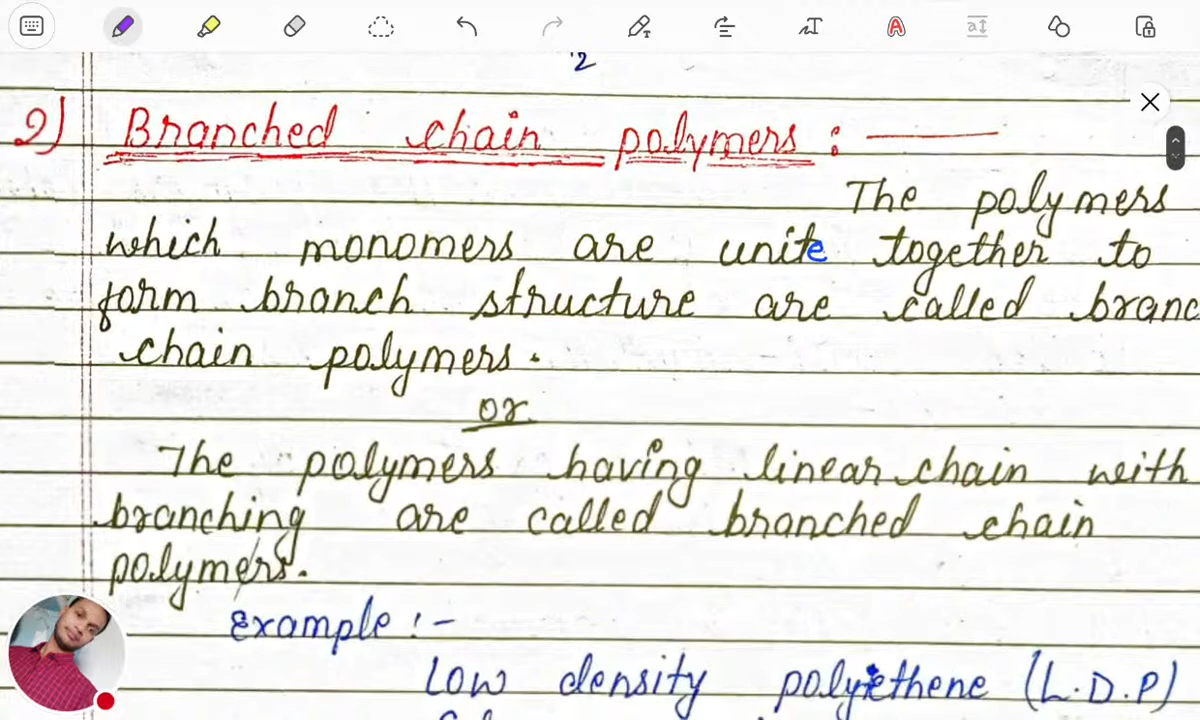 2
2) Branched chain polymers :
The polymers
which monomers are unite together to
form branch structure are called branc
chain polymers.
or
The polymers having linear chain with
branching are called branched chain
polymers.
Example :-
Low density polyethene (L.D.P)